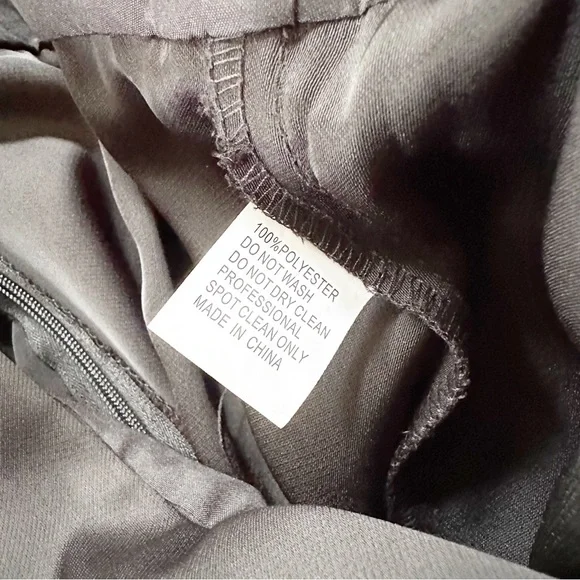 100%POLYESTER
DO NOT WASH
DO NOT DRY CLEAN
PROFESSIONAL
SPOT CLEAN ONLY
MADE IN CHINA